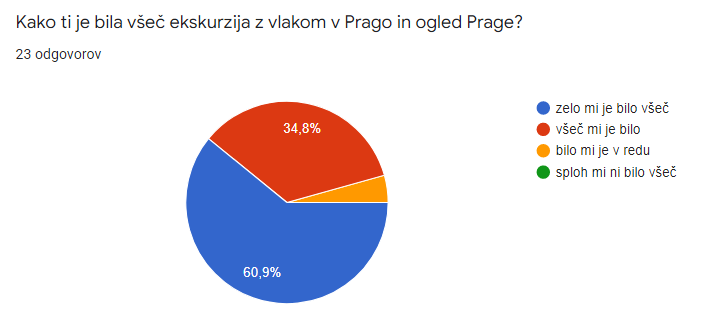 Kako ti je bila všeč ekskurzija z vlakom v Prago in ogled Prage?
23 odgovorov
34,8%
60,9%
zelo mi je bilo všeč
všeč mi je bilo
bilo mi je v redu
sploh mi ni bilo všeč